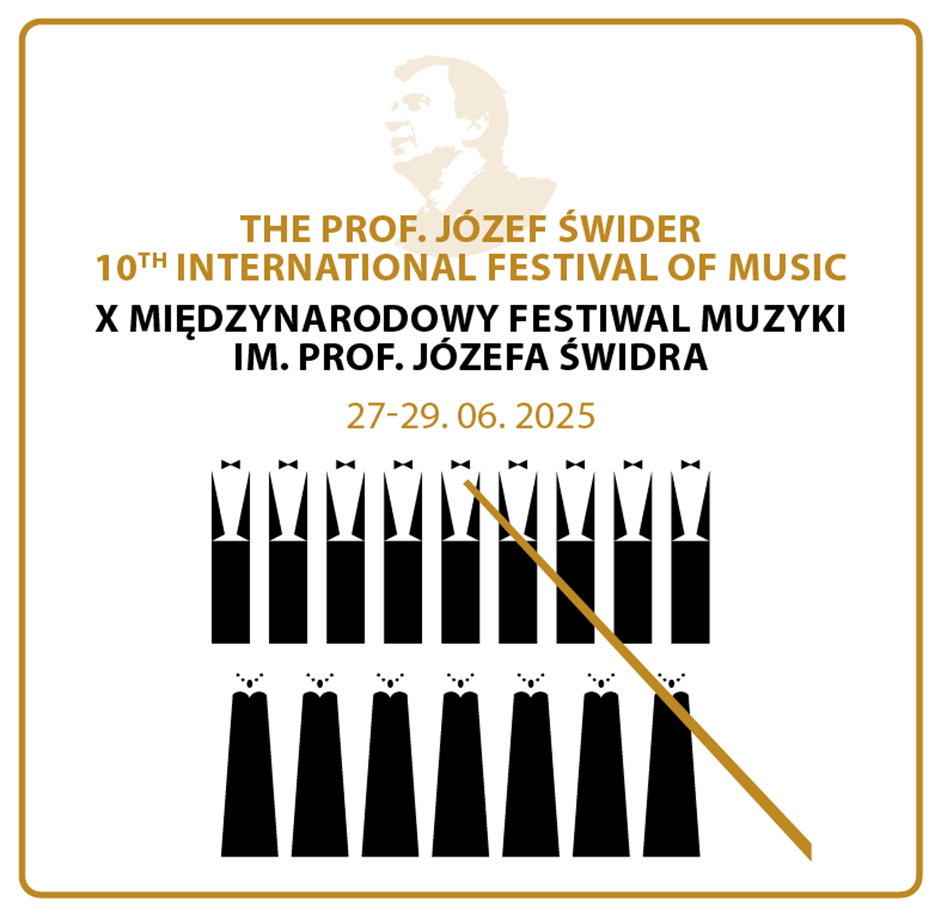 THE PROF. JÓZEF ŚWIDER
10TH INTERNATIONAL FESTIVAL OF MUSIC
X MIĘDZYNARODOWY FESTIWAL MUZYKI
IM. PROF. JÓZEFA ŚWIDRA
27-29. 06. 2025